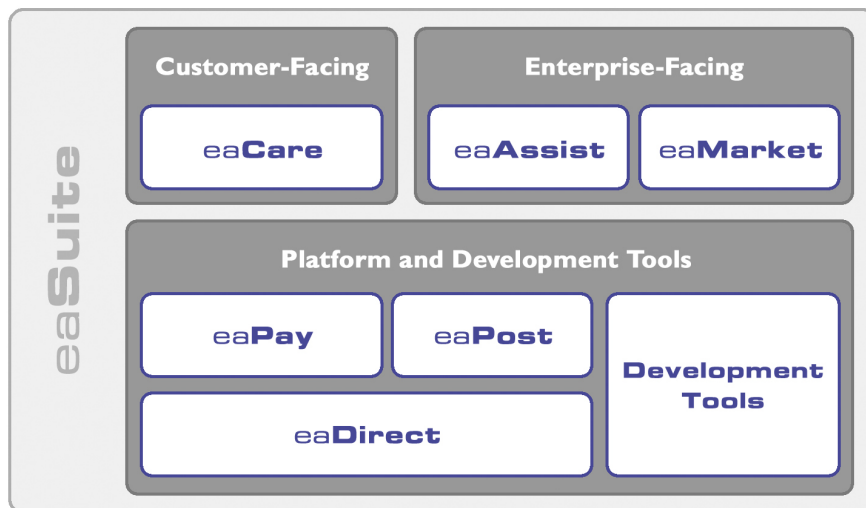 eaSuite
Customer-Facing
eaCare
Enterprise-Facing
eaAssist
eaMarket
Platform and Development Tools
eaPay
eaPost
eaDirect
Development
Tools